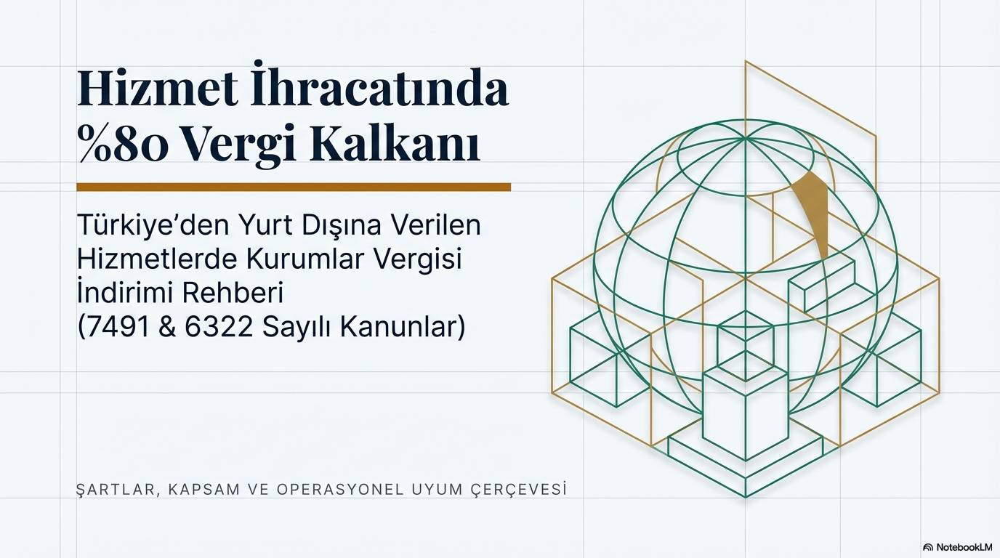 Hizmet İhracatında
%80 Vergi Kalkanı
Türkiye’den Yurt Dışına Verilen
Hizmetlerde Kurumlar Vergisi
İndirimi Rehberi
(7491 & 6322 Sayılı Kanunlar)
ŞARTLAR, KAPSAM VE OPERASYONEL UYUM ÇERÇEVESİ
NotebookLM